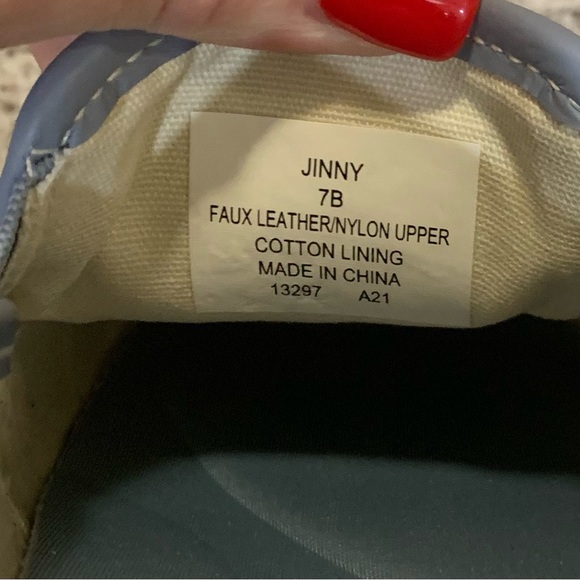 JINNY
7B
FAUX LEATHER/NYLON UPPER
COTTON LINING
MADE IN CHINA
13297 A21